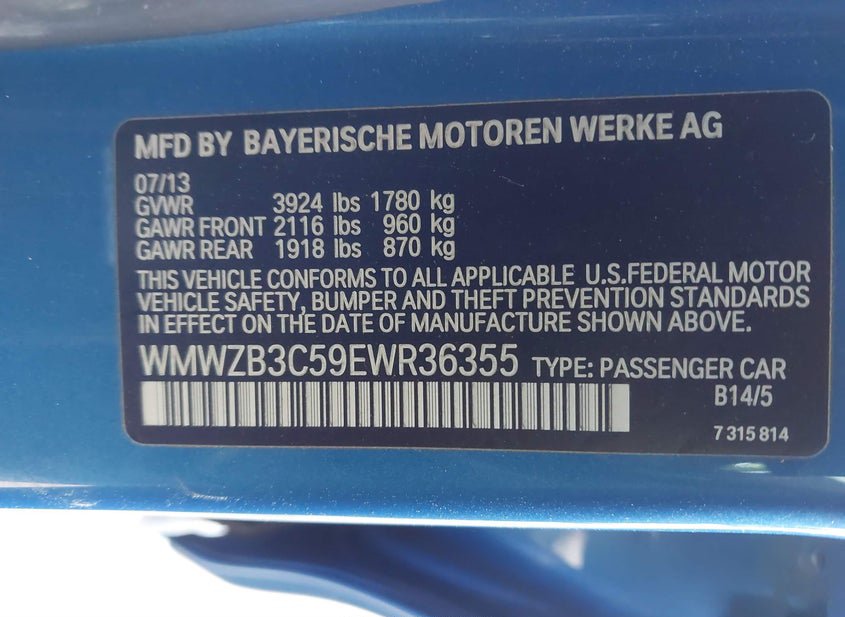 MFD BY BAYERISCHE MOTOREN WERKE AG
07/13
GVWR 3924 lbs 1780 kg
GAWR FRONT 2116 lbs 960 kg
GAWR REAR 1918 lbs 870 kg
THIS VEHICLE CONFORMS TO ALL APPLICABLE U.S.FEDERAL MOTOR
VEHICLE SAFETY, BUMPER AND THEFT PREVENTION STANDARDS
IN EFFECT ON THE DATE OF MANUFACTURE SHOWN ABOVE.
WMWZB3C59EWR36355 TYPE: PASSENGER CAR
B14/5
7 315 814